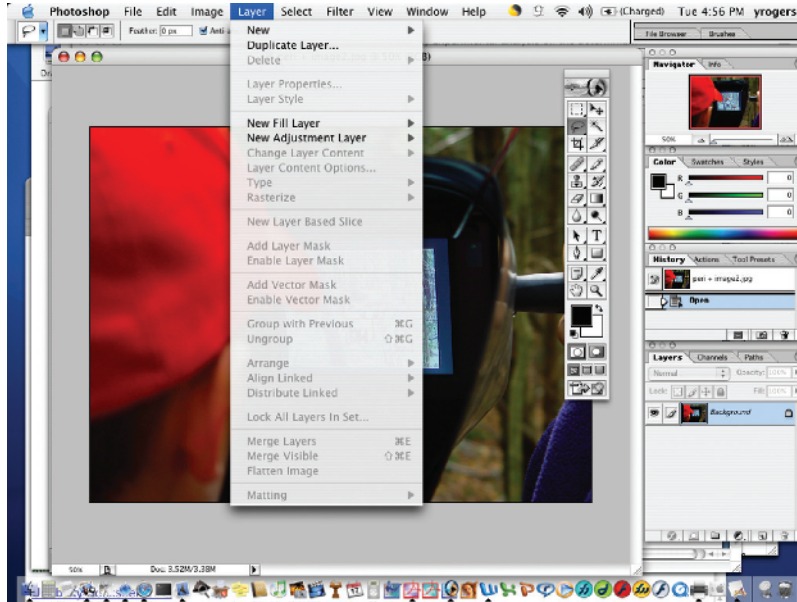 Photoshop File Edit Image Layer Select Filter View Window Help (Charged) Tue 4:56 PM yrogers
Feather: 0 px Anti-a
File Browser Brushes
New
Duplicate Layer...
Delete
Layer Properties...
Layer Style
New Fill Layer
New Adjustment Layer
Change Layer Content
Layer Content Options...
Type
Rasterize
New Layer Based Slice
Add Layer Mask
Enable Layer Mask
Add Vector Mask
Enable Vector Mask
Group with Previous ⌘G
Ungroup ⇧⌘G
Arrange
Align Linked
Distribute Linked
Lock All Layers In Set...
Merge Layers ⌘E
Merge Visible ⇧⌘E
Flatten Image
Matting
Navigator Info
50%
Color Swatches Styles
R 0
G 0
B 0
History Actions Tool Presets
peri + image2.jpg
Open
Layers Channels Paths
Normal Opacity: 100%
Lock: Fill: 100%
Background
50% Doc: 3.52M/3.38M